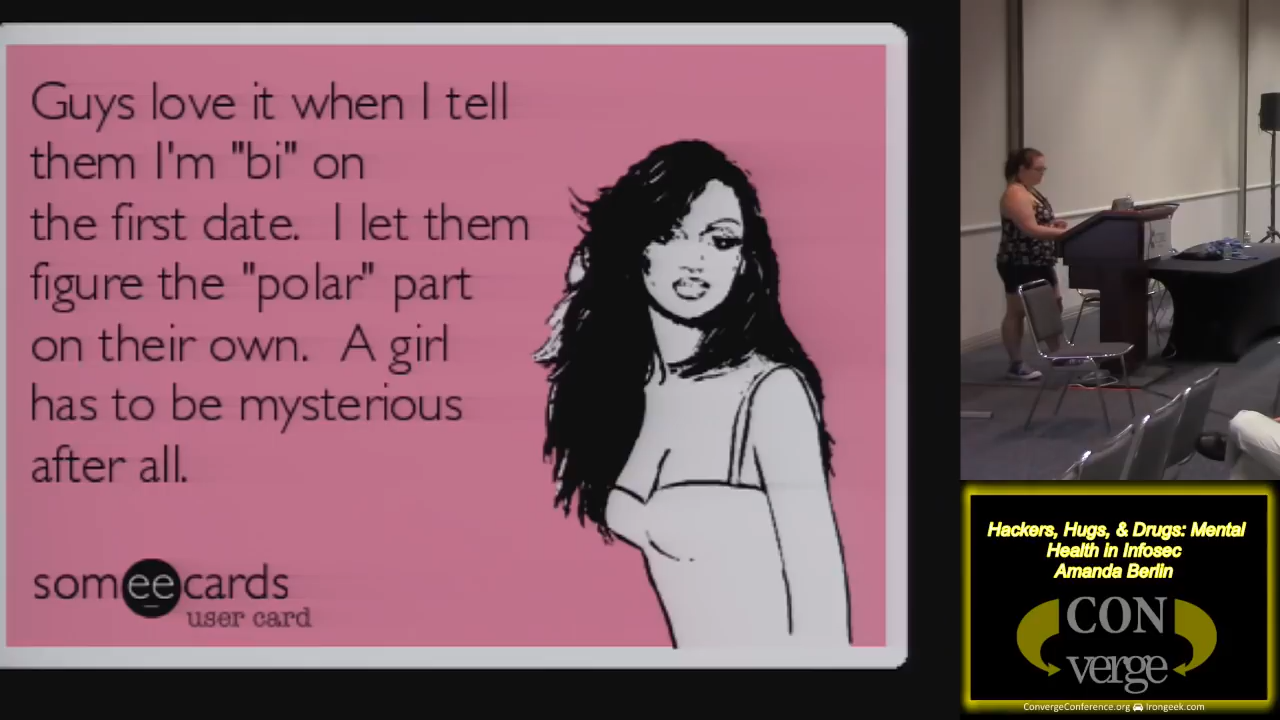 Guys love it when I tell
them I'm "bi" on
the first date. I let them
figure the "polar" part
on their own. A girl
has to be mysterious
after all.
someecards
user card
Hackers, Hugs, & Drugs: Mental
Health in Infosec
Amanda Berlin
CON
verge
ConvergeConference.org Irongeek.com